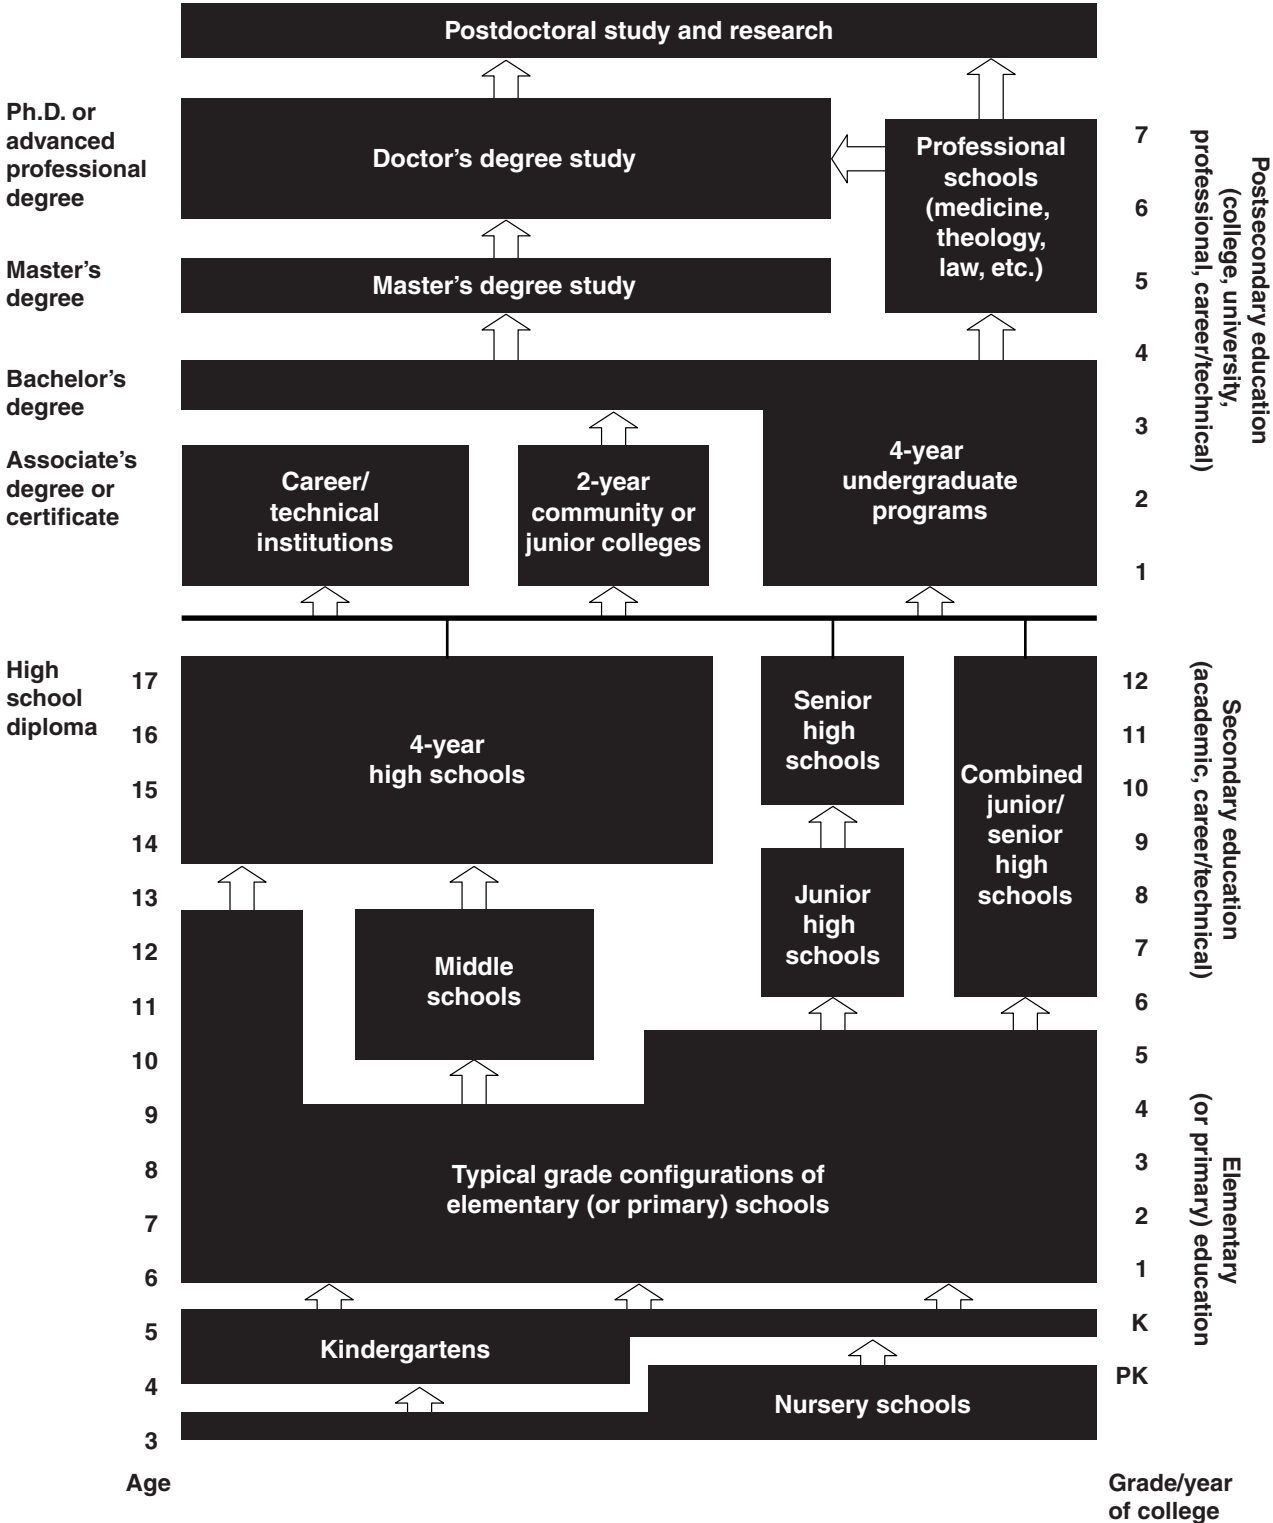 Postdoctoral study and research
Ph.D. or
advanced
professional
degree
Doctor's degree study
Professional
schools
(medicine,
theology,
law, etc.)
7
6
5
Postsecondary education
(college, university,
professional, career/technical)
Master's
degree
Master's degree study
4
3
2
1
Bachelor's
degree
4-year
undergraduate
programs
Associate's
degree or
certificate
Career/
technical
institutions
2-year
community or
junior colleges
High
school
diploma
17
16
15
14
13
12
11
10
9
8
7
6
5
4
3
Age
4-year
high schools
Senior
high
schools
Combined
junior/
senior
high
schools
Junior
high
schools
Middle
schools
Typical grade configurations of
elementary (or primary) schools
Kindergartens
Nursery schools
12
11
10
9
8
7
6
5
4
3
2
1
K
PK
Grade/year
of college
Secondary education
(academic, career/technical)
Elementary
(or primary) education